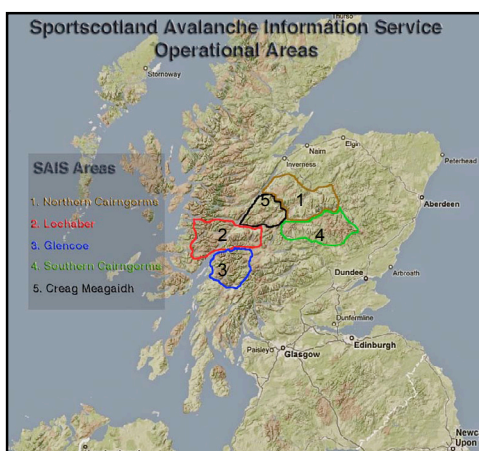 Sportscotland Avalanche Information Service
Operational Areas
Thurso
Stornoway
SAIS Areas
1. Northern Cairngorms
2. Lochaber
3. Glencoe
4. Southern Cairngorms
5. Creag Meagaidh
Elgin
Nairn
Inverness
Peterhead
Aberdeen
5
1
2
4
3
Dundee
Arbroath
Dunfermline
Edinburgh
Paisley
Glasgow
Newc
Upon